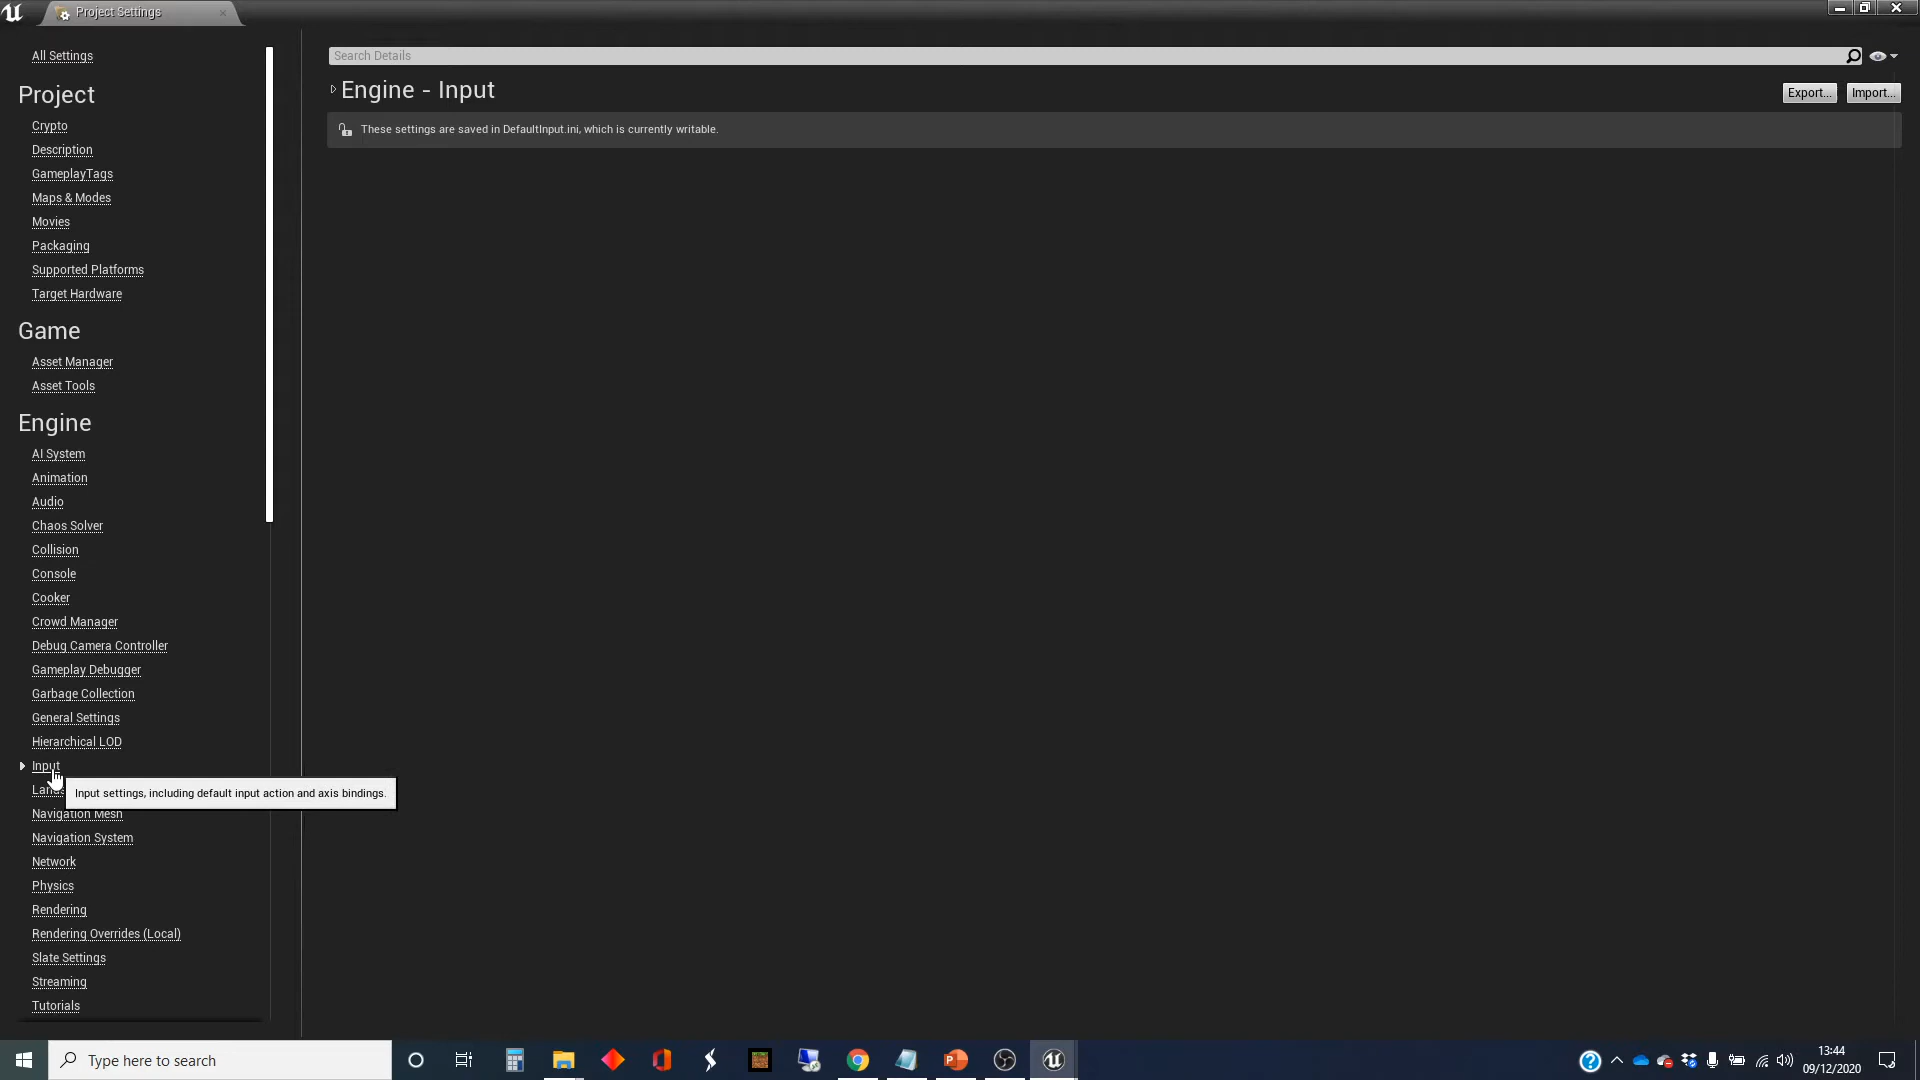 Project Settings
All Settings
Search Details
Project
Engine - Input
Export...
Import...
These settings are saved in DefaultInput.ini, which is currently writable.
Crypto
Description
GameplayTags
Maps & Modes
Movies
Packaging
Supported Platforms
Target Hardware
Game
Asset Manager
Asset Tools
Engine
AI System
Animation
Audio
Chaos Solver
Collision
Console
Cooker
Crowd Manager
Debug Camera Controller
Gameplay Debugger
Garbage Collection
General Settings
Hierarchical LOD
Input
Input settings, including default input action and axis bindings.
Navigation Mesh
Navigation System
Network
Physics
Rendering
Rendering Overrides (Local)
Slate Settings
Streaming
Tutorials
Type here to search
13:44
09/12/2020